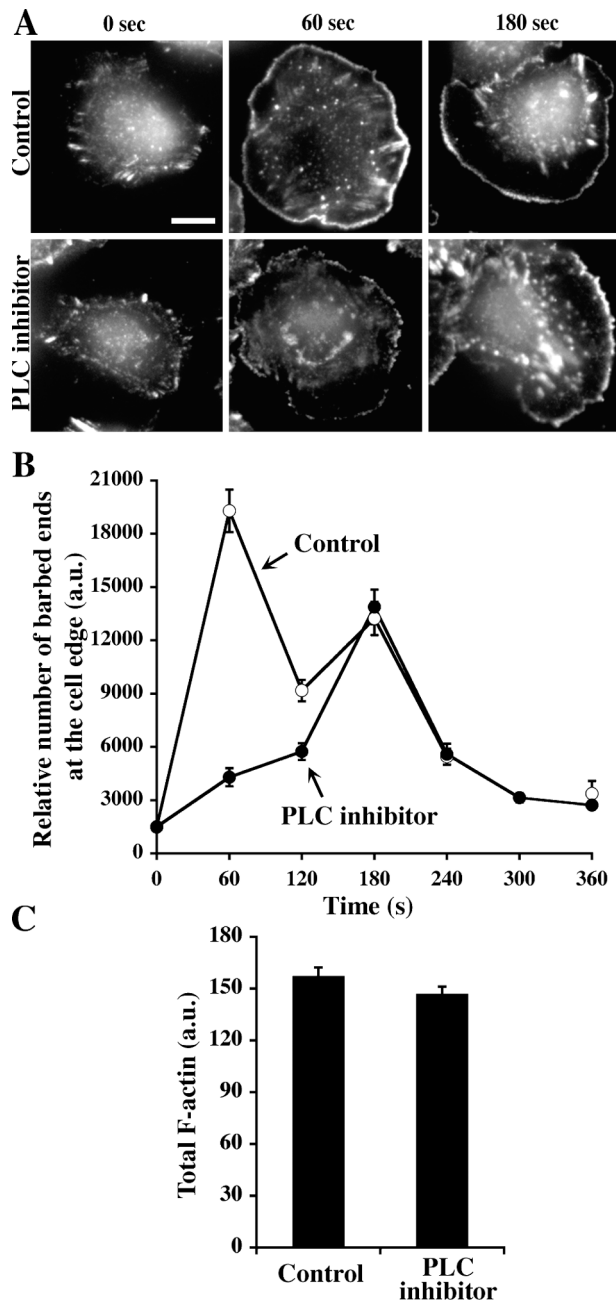 A
0 sec
60 sec
180 sec
Control
PLC inhibitor
B
Relative number of barbed ends
at the cell edge (a.u.)
21000
18000
15000
12000
9000
6000
3000
0
Control
PLC inhibitor
0
60
120
180
240
300
360
Time (s)
C
Total F-actin (a.u.)
180
150
120
90
60
30
0
Control
PLC
inhibitor